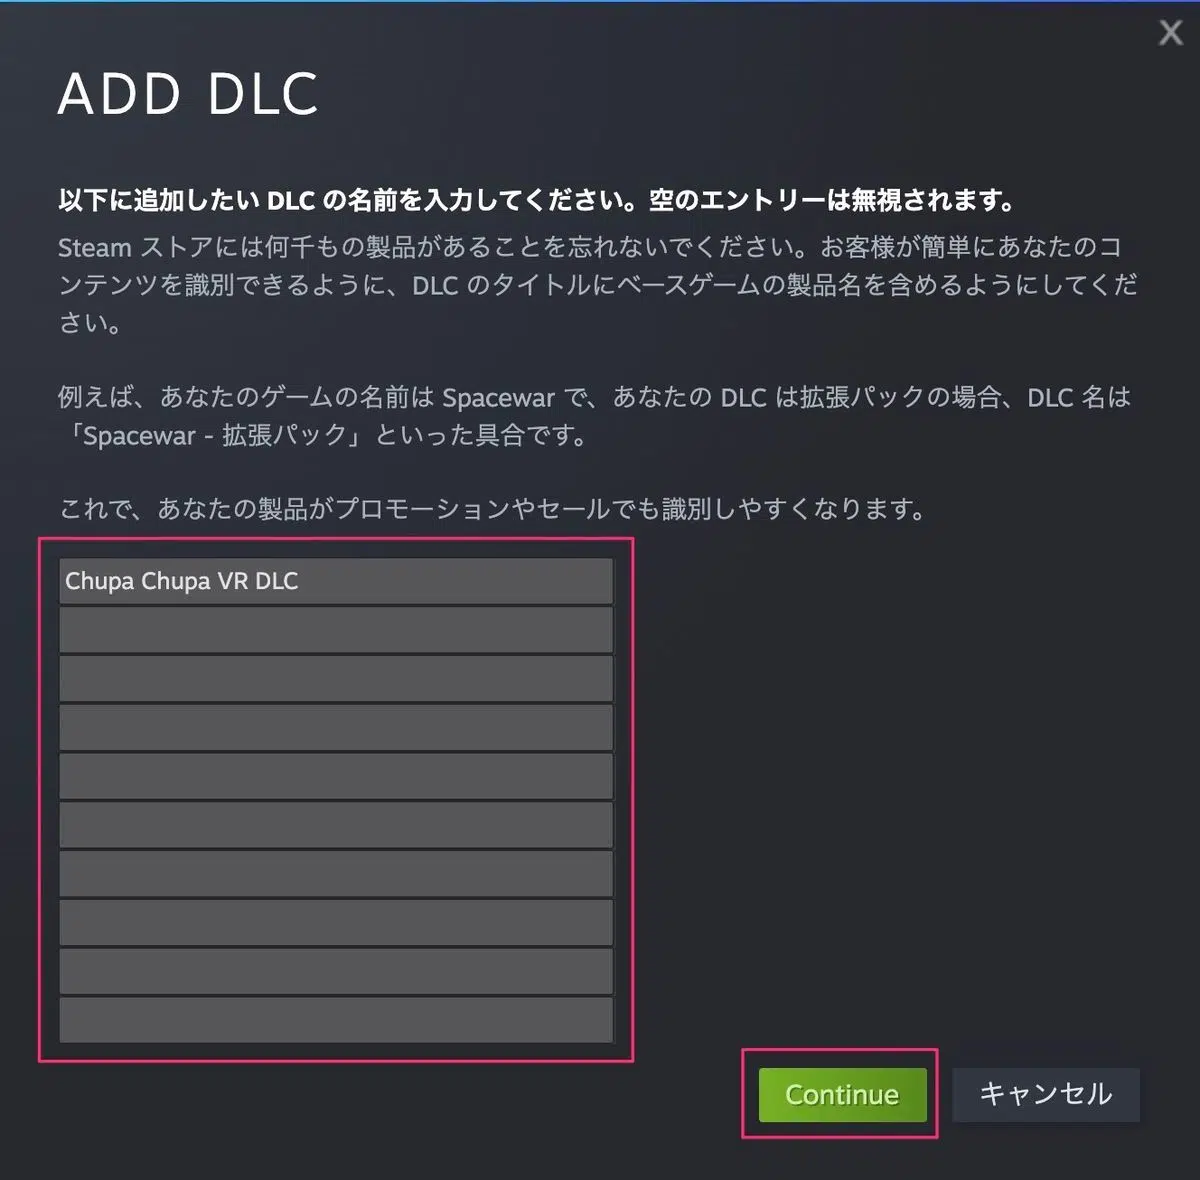 X
ADD DLC
以下に追加したい DLC の名前を入力してください。空のエントリーは無視されます。
Steam ストアには何千もの製品があることを忘れないでください。お客様が簡単にあなたのコ
ンテンツを識別できるように、DLC のタイトルにベースゲームの製品名を含めるようにしてくだ
さい。
例えば、あなたのゲームの名前は Spacewar で、あなたの DLC は拡張パックの場合、DLC 名は
「Spacewar - 拡張パック」といった具合です。
これで、あなたの製品がプロモーションやセールでも識別しやすくなります。
Chupa Chupa VR DLC
Continue
キャンセル